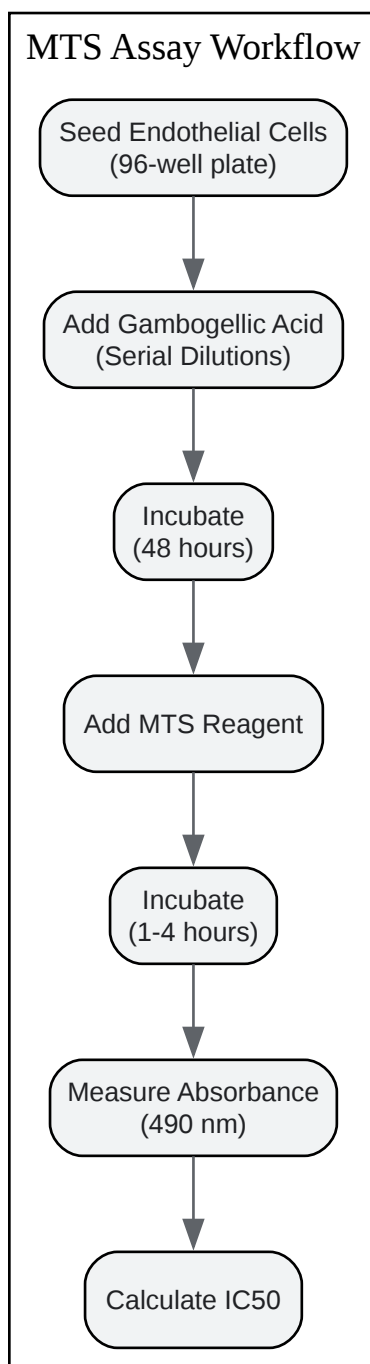 MTS Assay Workflow
Seed Endothelial Cells
(96-well plate)
Add Gambogellic Acid
(Serial Dilutions)
Incubate
(48 hours)
Add MTS Reagent
Incubate
(1-4 hours)
Measure Absorbance
(490 nm)
Calculate IC50